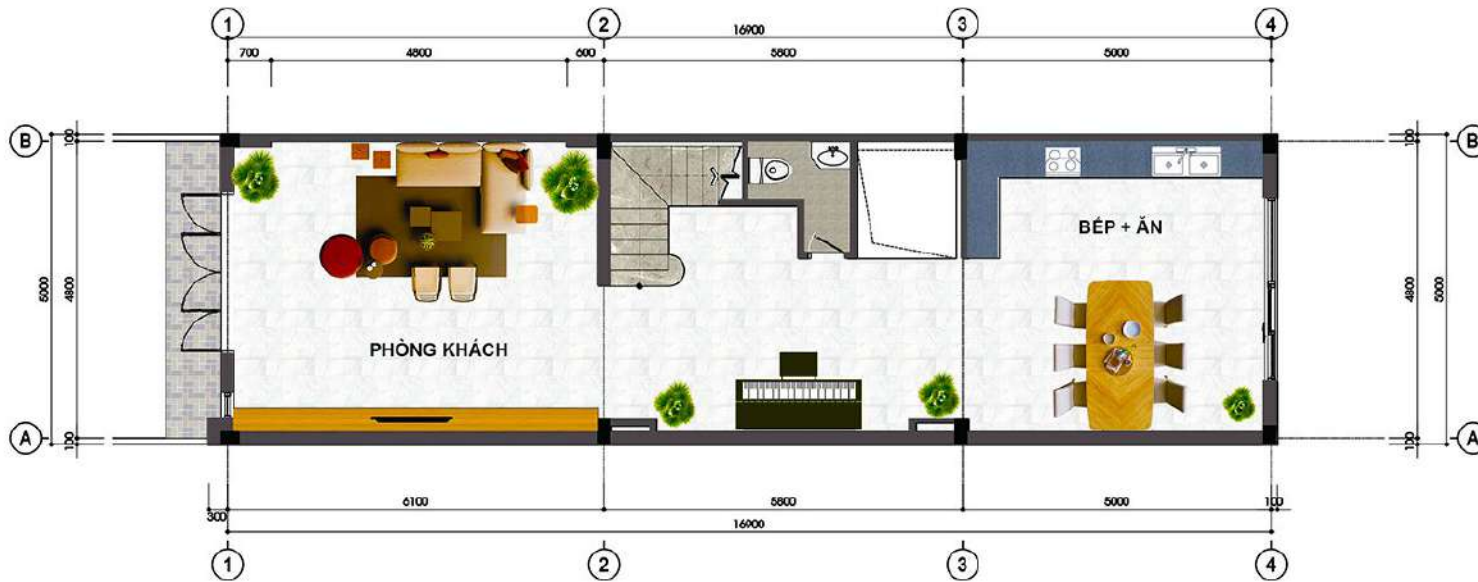 1 2 3 4
16900
700 4800 600 5800 5000
B B
100 100
5000 4800 4800 5000
BẾP + ĂN
PHÒNG KHÁCH
A A
100 100
6100 5800 5000 100
300
16900
1 2 3 4